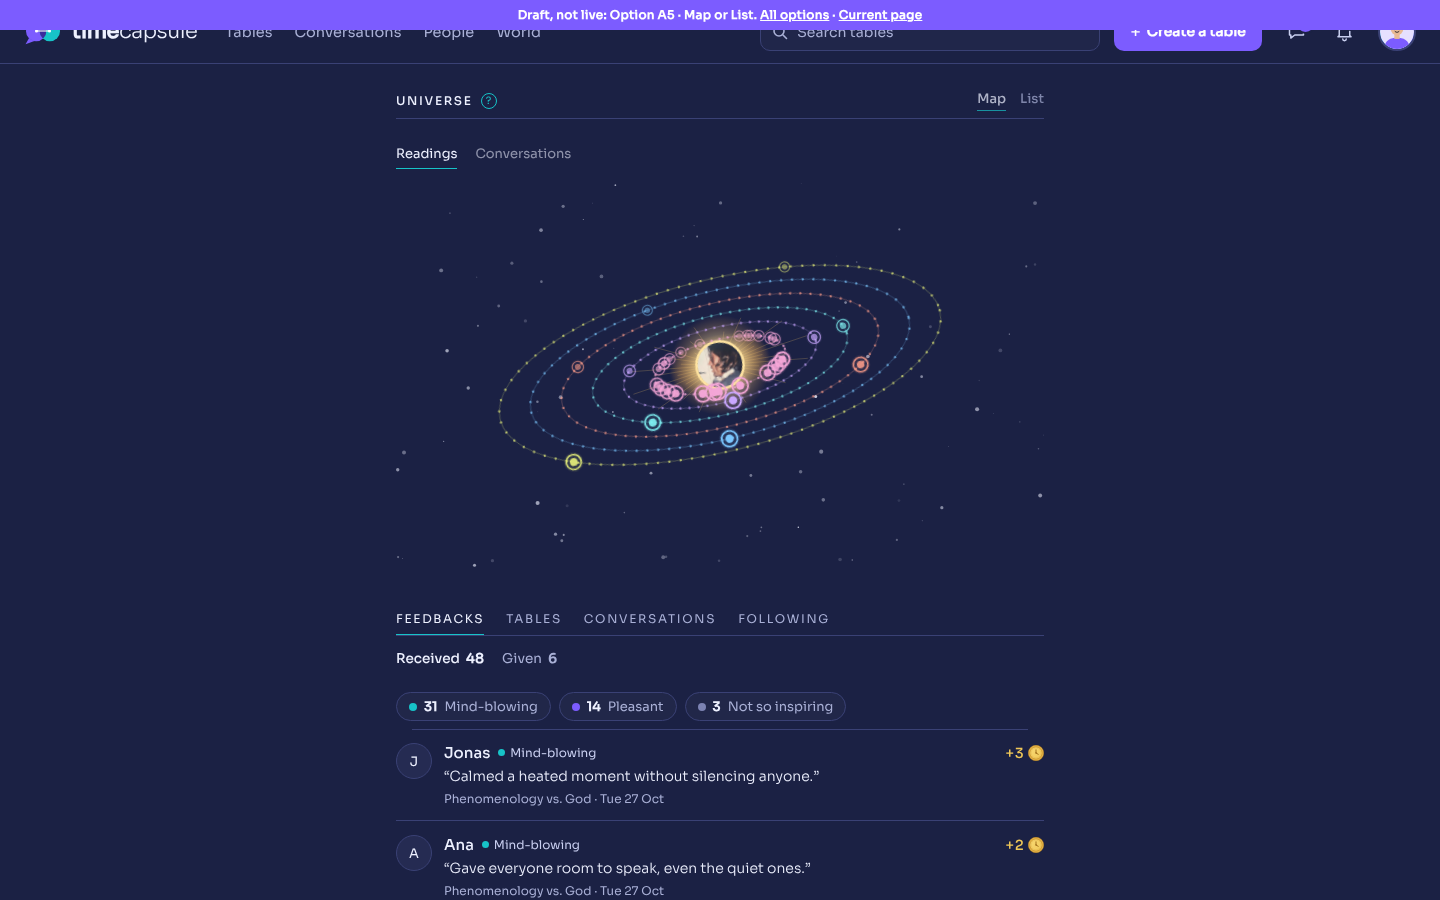 Draft, not live: Option A5 · Map or List. All options · Current page
timecapsule Tables Conversations People World Search tables + Create a table
UNIVERSE ? Map List
Readings Conversations
FEEDBACKS TABLES CONVERSATIONS FOLLOWING
Received 48 Given 6
31 Mind-blowing 14 Pleasant 3 Not so inspiring
J Jonas Mind-blowing +3
“Calmed a heated moment without silencing anyone.”
Phenomenology vs. God · Tue 27 Oct
A Ana Mind-blowing +2
“Gave everyone room to speak, even the quiet ones.”
Phenomenology vs. God · Tue 27 Oct